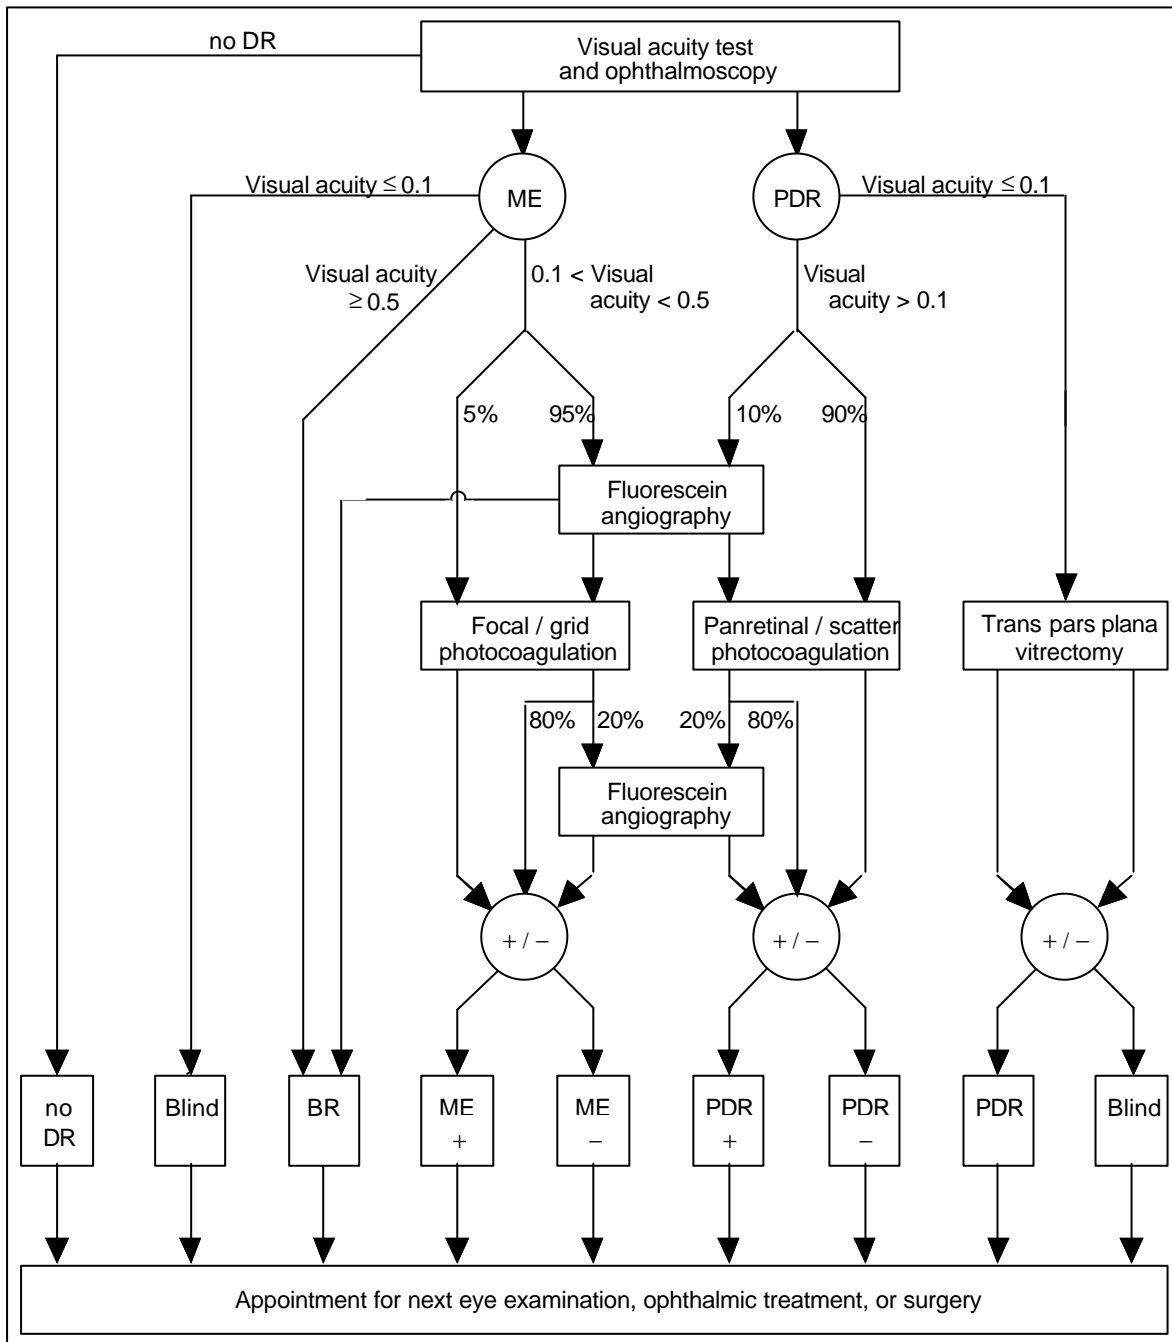 no DR
Visual acuity test
and ophthalmoscopy
Visual acuity ≤ 0.1
ME
PDR
Visual acuity ≤ 0.1
Visual acuity
≥ 0.5
0.1 < Visual
acuity < 0.5
Visual
acuity > 0.1
5%
95%
10%
90%
Fluorescein
angiography
Focal / grid
photocoagulation
Panretinal / scatter
photocoagulation
Trans pars plana
vitrectomy
80%
20%
20%
80%
Fluorescein
angiography
+ / −
+ / −
+ / −
no
DR
Blind
BR
ME
+
ME
−
PDR
+
PDR
−
PDR
Blind
Appointment for next eye examination, ophthalmic treatment, or surgery